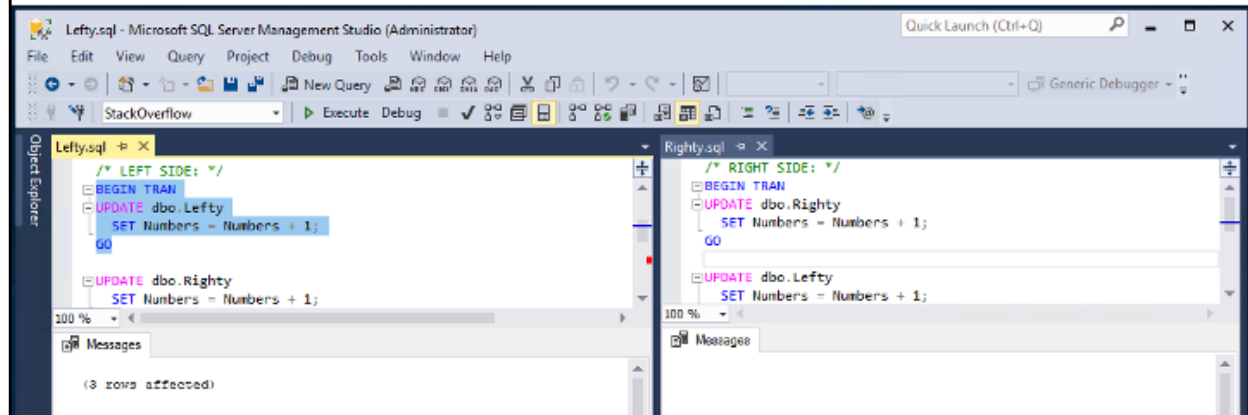 Lefty.sql - Microsoft SQL Server Management Studio (Administrator)
Quick Launch (Ctrl+Q)
File Edit View Query Project Debug Tools Window Help
New Query
Generic Debugger
StackOverflow
Execute Debug
Object Explorer
Lefty.sql
/* LEFT SIDE: */
BEGIN TRAN
UPDATE dbo.Lefty
SET Numbers = Numbers + 1;
GO
UPDATE dbo.Righty
SET Numbers = Numbers + 1;
100 %
Messages
(3 rows affected)
Righty.sql
/* RIGHT SIDE: */
BEGIN TRAN
UPDATE dbo.Righty
SET Numbers = Numbers + 1;
GO
UPDATE dbo.Lefty
SET Numbers = Numbers + 1;
100 %
Messages